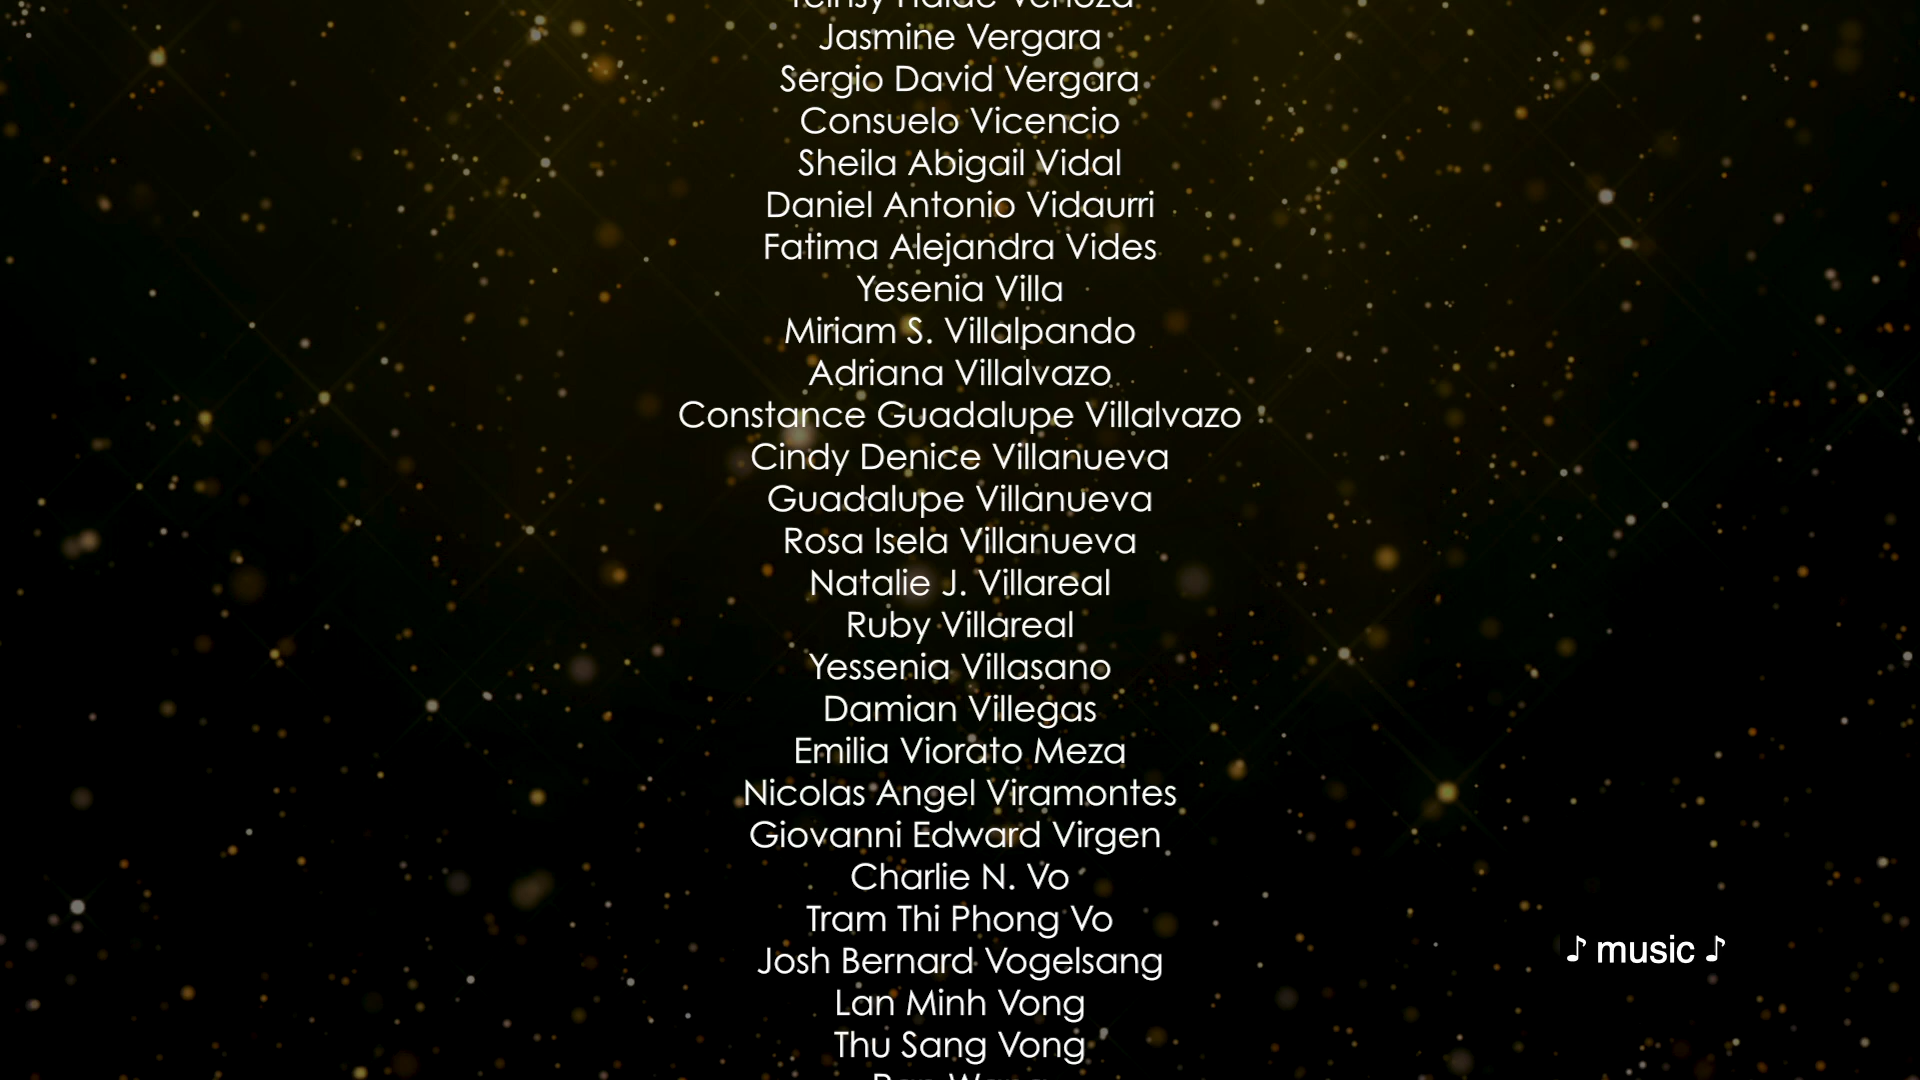 Jasmine Vergara
Sergio David Vergara
Consuelo Vicencio
Sheila Abigail Vidal
Daniel Antonio Vidaurri
Fatima Alejandra Vides
Yesenia Villa
Miriam S. Villalpando
Adriana Villalvazo
Constance Guadalupe Villalvazo
Cindy Denice Villanueva
Guadalupe Villanueva
Rosa Isela Villanueva
Natalie J. Villareal
Ruby Villareal
Yessenia Villasano
Damian Villegas
Emilia Viorato Meza
Nicolas Angel Viramontes
Giovanni Edward Virgen
Charlie N. Vo
Tram Thi Phong Vo
Josh Bernard Vogelsang
♪ music ♪
Lan Minh Vong
Thu Sang Vong